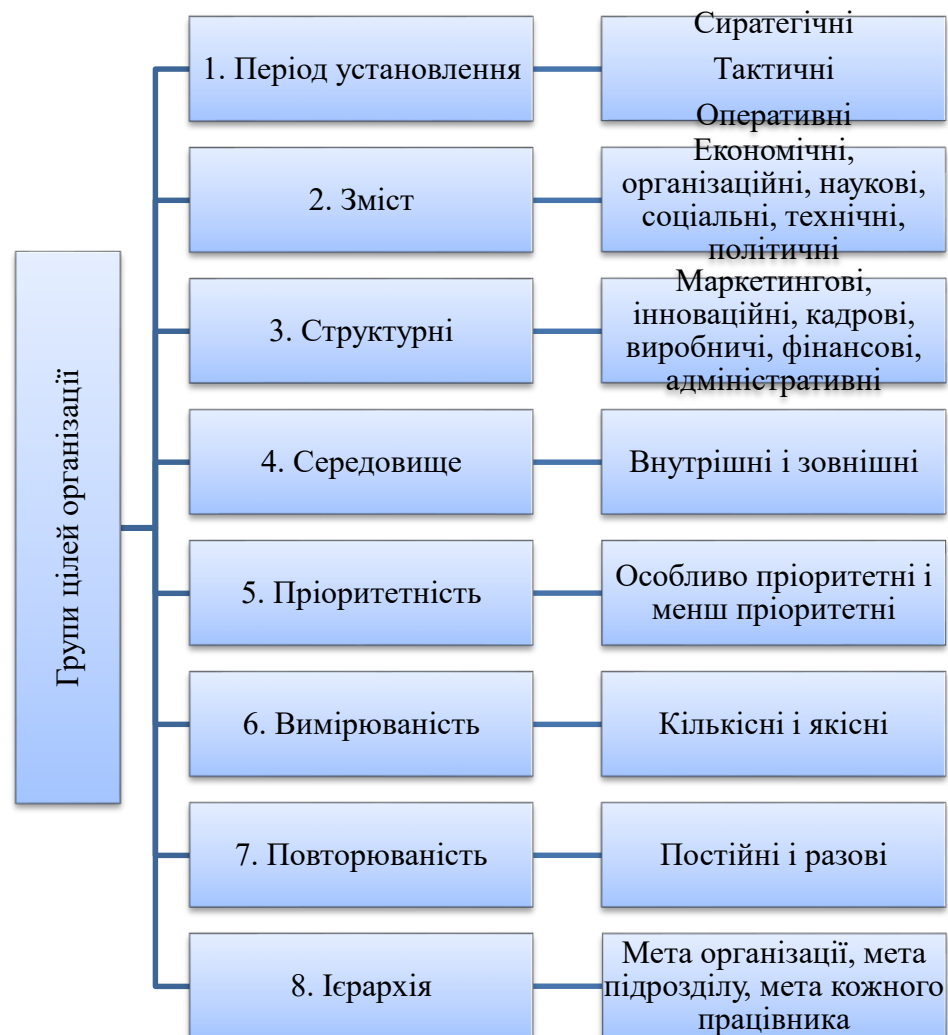 Групи цілей організації
1. Період установлення
Сиратегічні
Тактичні
Оперативні
2. Зміст
Економічні,
організаційні, наукові,
соціальні, технічні,
політичні
3. Структурні
Маркетингові,
інноваційні, кадрові,
виробничі, фінансові,
адміністративні
4. Середовище
Внутрішні і зовнішні
5. Пріоритетність
Особливо пріоритетні і
менш пріоритетні
6. Вимірюваність
Кількісні і якісні
7. Повторюваність
Постійні і разові
8. Ієрархія
Мета організації, мета
підрозділу, мета кожного
працівника